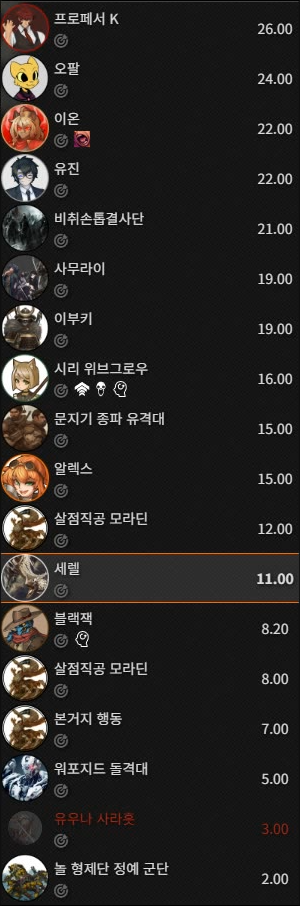 프로페서 K
26.00
오팔
24.00
이온
22.00
유진
22.00
비취손톱결사단
21.00
사무라이
19.00
이부키
19.00
시리 위브그로우
16.00
문지기 종파 유격대
15.00
알렉스
15.00
살점직공 모라딘
12.00
세렐
11.00
블랙잭
8.20
살점직공 모라딘
8.00
본거지 행동
7.00
워포지드 돌격대
5.00
유우나 사라홋
3.00
놀 형제단 정예 군단
2.00